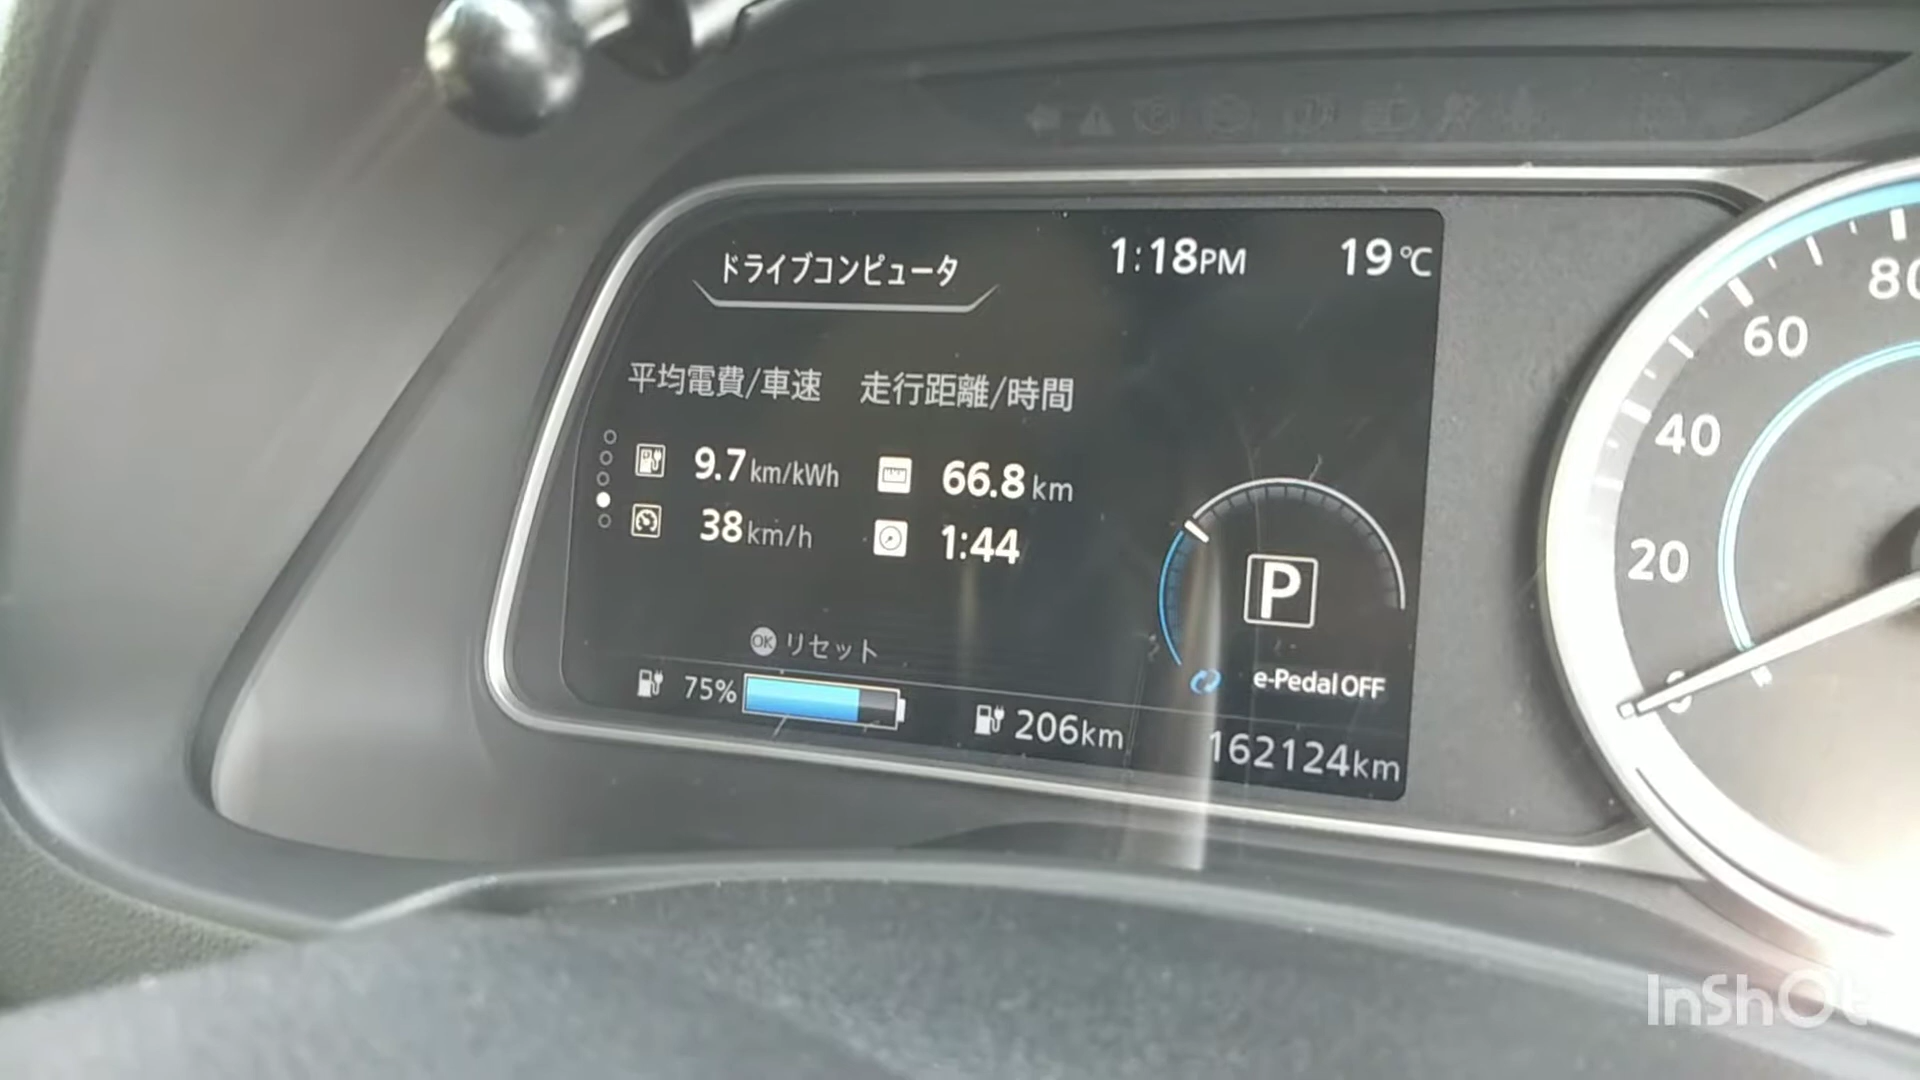 ドライブコンピュータ 1:18PM 19℃
平均電費/車速 走行距離/時間
9.7km/kWh 66.8km
38km/h 1:44
P
OK リセット
e-Pedal OFF
75% 206km 162124km
80
60
40
20
0
InShOt